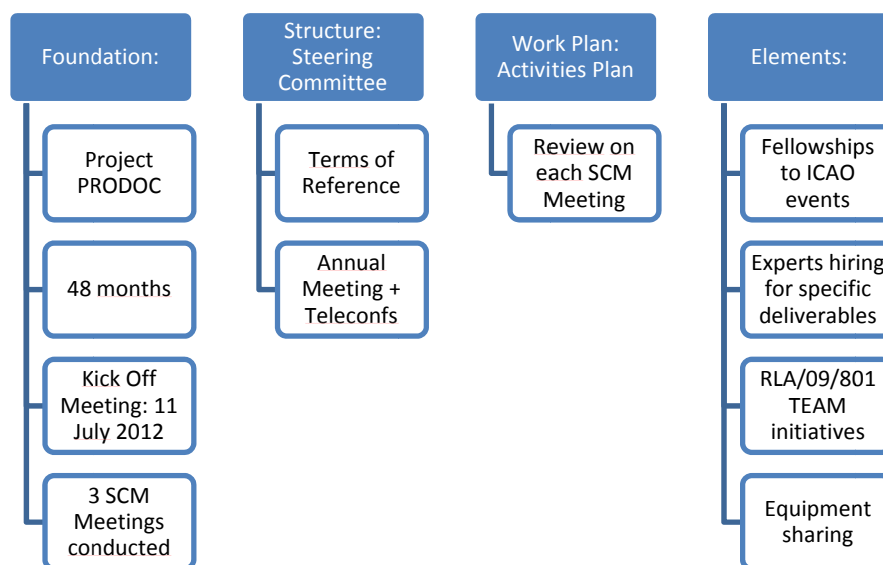 Foundation:
Project
PRODOC
48 months
Kick Off
Meeting: 11
July 2012
3 SCM
Meetings
conducted
Structure:
Steering
Committee
Terms of
Reference
Annual
Meeting +
Teleconfs
Work Plan:
Activities Plan
Review on
each SCM
Meeting
Elements:
Fellowships
to ICAO
events
Experts hiring
for specific
deliverables
RLA/09/801
TEAM
initiatives
Equipment
sharing